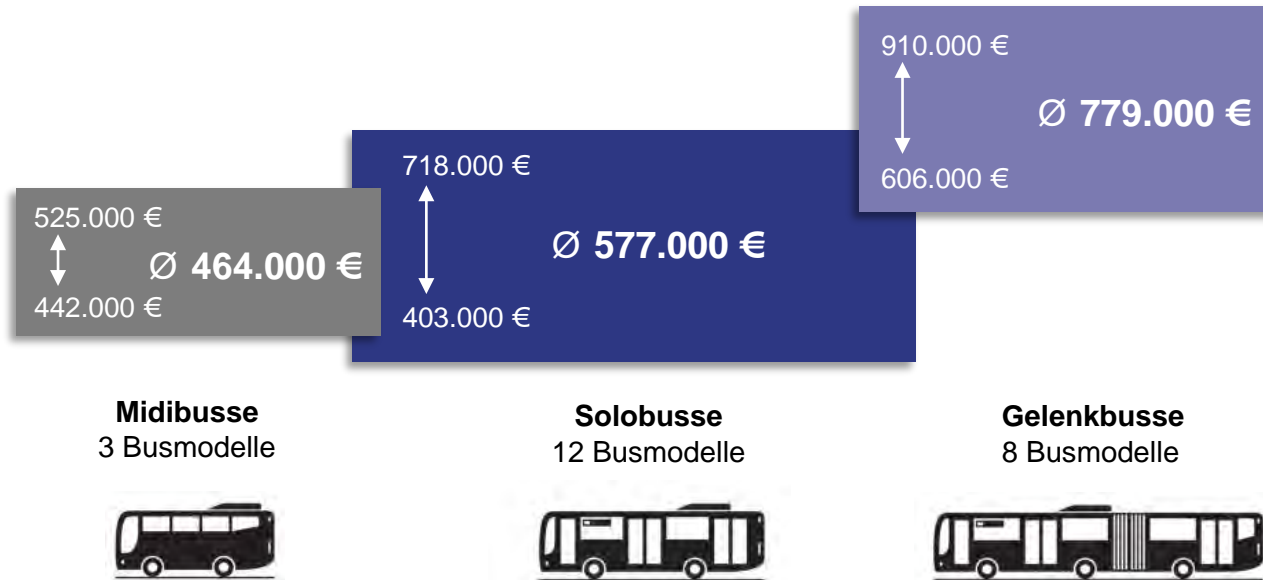 525.000 €
Ø 464.000 €
442.000 €
718.000 €
Ø 577.000 €
403.000 €
910.000 €
Ø 779.000 €
606.000 €
Midibusse
3 Busmodelle
Solobusse
12 Busmodelle
Gelenkbusse
8 Busmodelle